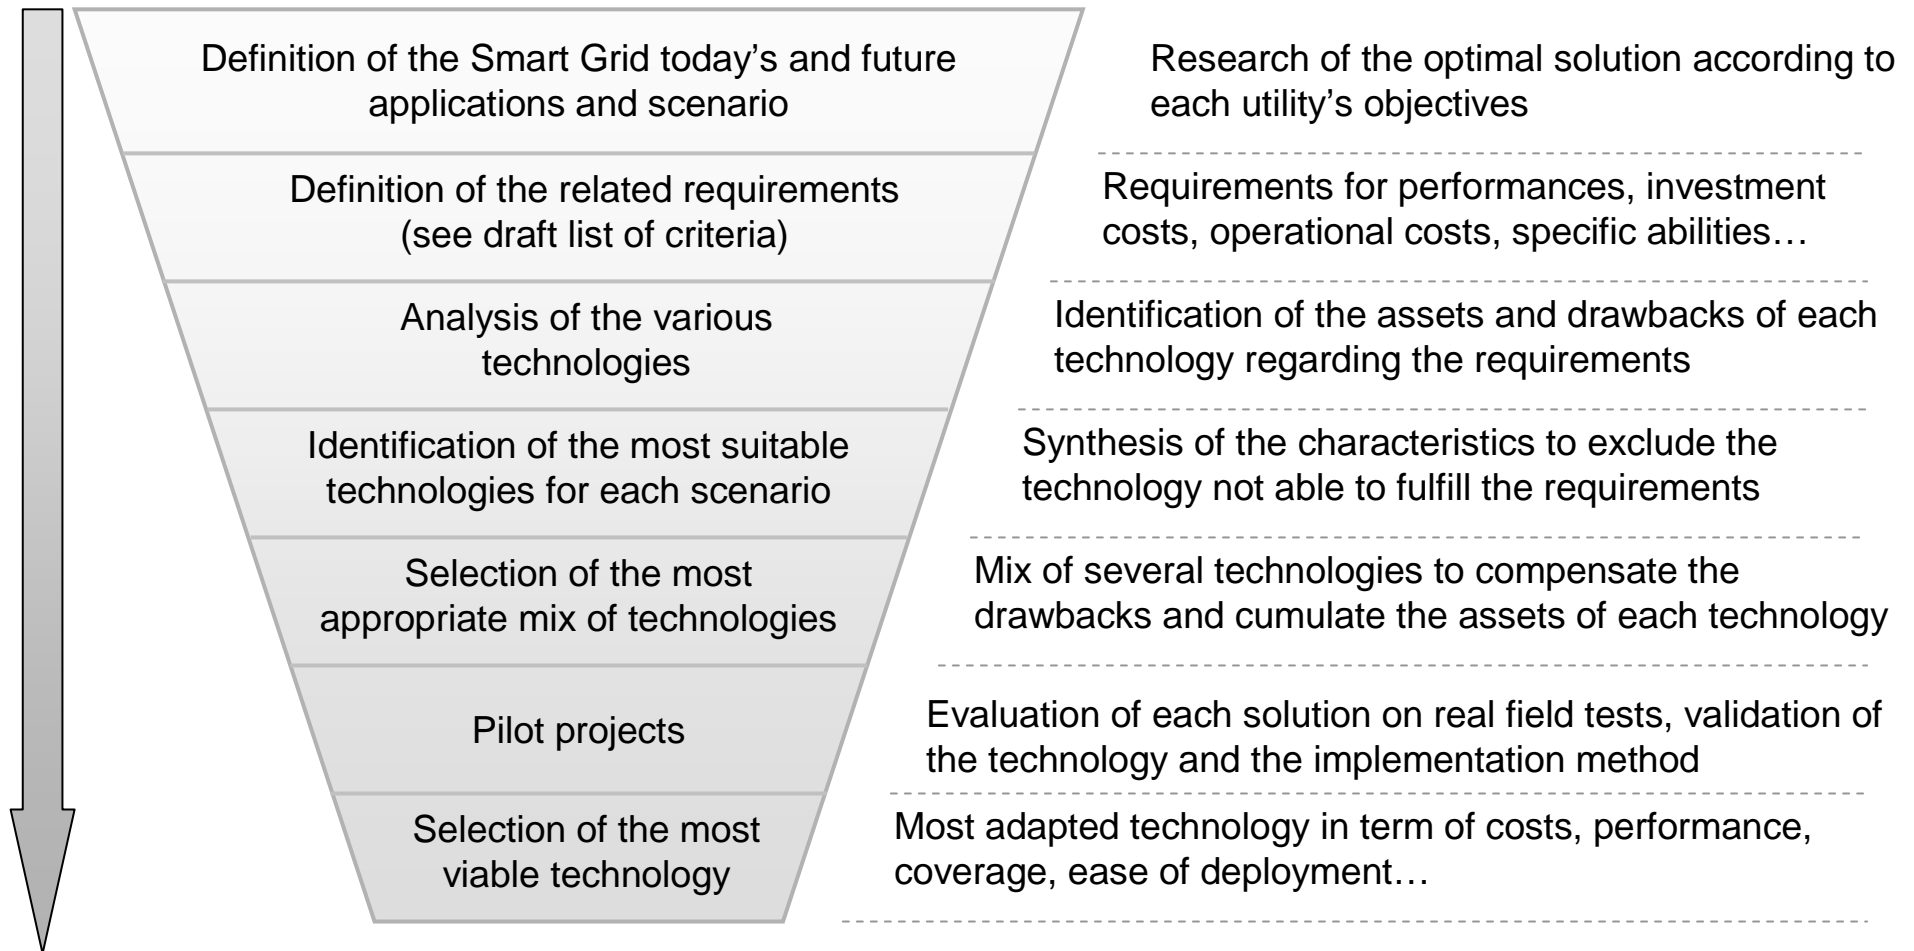 Definition of the Smart Grid today's and future
applications and scenario
Research of the optimal solution according to
each utility’s objectives
Definition of the related requirements
(see draft list of criteria)
Requirements for performances, investment
costs, operational costs, specific abilities…
Analysis of the various
technologies
Identification of the assets and drawbacks of each
technology regarding the requirements
Identification of the most suitable
technologies for each scenario
Synthesis of the characteristics to exclude the
technology not able to fulfill the requirements
Selection of the most
appropriate mix of technologies
Mix of several technologies to compensate the
drawbacks and cumulate the assets of each technology
Pilot projects
Evaluation of each solution on real field tests, validation of
the technology and the implementation method
Selection of the most
viable technology
Most adapted technology in term of costs, performance,
coverage, ease of deployment…